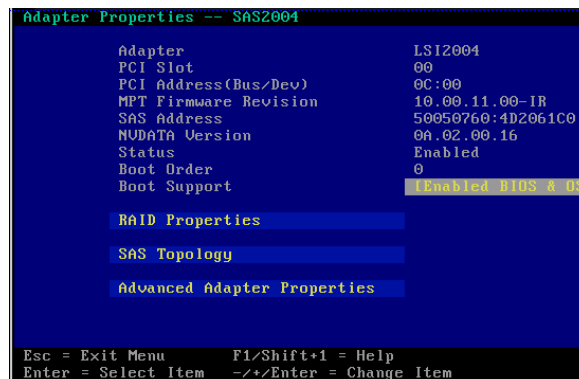 Adapter Properties -- SAS2004
Adapter LSI2004
PCI Slot 00
PCI Address(Bus/Dev) 0C:00
MPT Firmware Revision 10.00.11.00-IR
SAS Address 50050760:4D2061C0
NVDATA Version 0A.02.00.16
Status Enabled
Boot Order 0
Boot Support [Enabled BIOS & OS
RAID Properties
SAS Topology
Advanced Adapter Properties
Esc = Exit Menu F1/Shift+1 = Help
Enter = Select Item -/+/Enter = Change Item